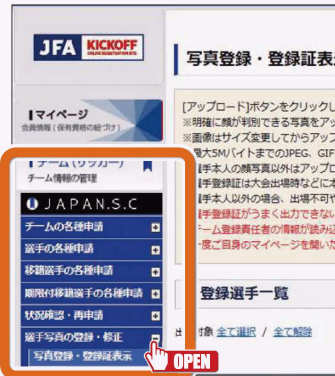 JFA KICKOFF
ONLINE REGISTRATION SITE
マイページ
会員情報(保有資格の紐づけ)
チーム(サッカー)
チーム情報の管理
JAPAN.S.C
チームの各種申請
選手の各種申請
移籍選手の各種申請
期限付移籍選手の各種申請
状況確認・再申請
選手写真の登録・修正
写真登録・登録証表示
OPEN
写真登録・登録証表
[アップロード]ボタンをクリックし
※明確に顔が判別できる写真をアッ
※画像はサイズ変更してからアップ
最大5Mバイトまでの JPEG、GIF
手本人の顔写真以外はアップロ
手登録証は大会出場時などに
手本人以外の場合、出場不可や
手登録証がうまく出力できない
ーム登録責任者の情報が読み込
度ご自身のマイページを開いた
登録選手一覧
対象 全て選択 / 全て解除